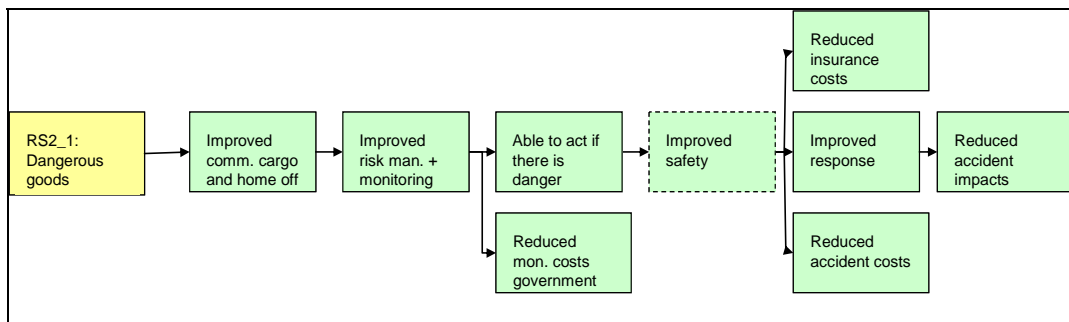 RS2_1:
Dangerous
goods
Improved
comm. cargo
and home off
Improved
risk man. +
monitoring
Able to act if
there is
danger
Reduced
mon. costs
government
Improved
safety
Reduced
insurance
costs
Improved
response
Reduced
accident
impacts
Reduced
accident costs